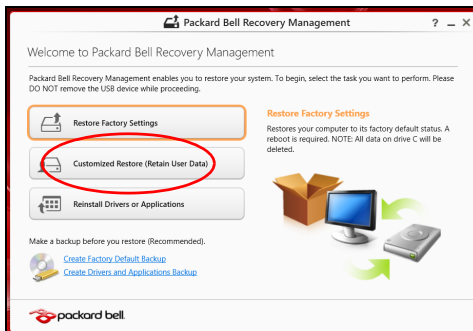 Packard Bell Recovery Management
Welcome to Packard Bell Recovery Management
Packard Bell Recovery Management enables you to restore your system. To begin, select the task you want to perform. Please
DO NOT remove the USB device while proceeding.
Restore Factory Settings
Customized Restore (Retain User Data)
Reinstall Drivers or Applications
Restore Factory Settings
Restores your computer to its factory default status. A
reboot is required. NOTE: All data on drive C will be
deleted.
Make a backup before you restore (Recommended).
Create Factory Default Backup
Create Drivers and Applications Backup
packard bell